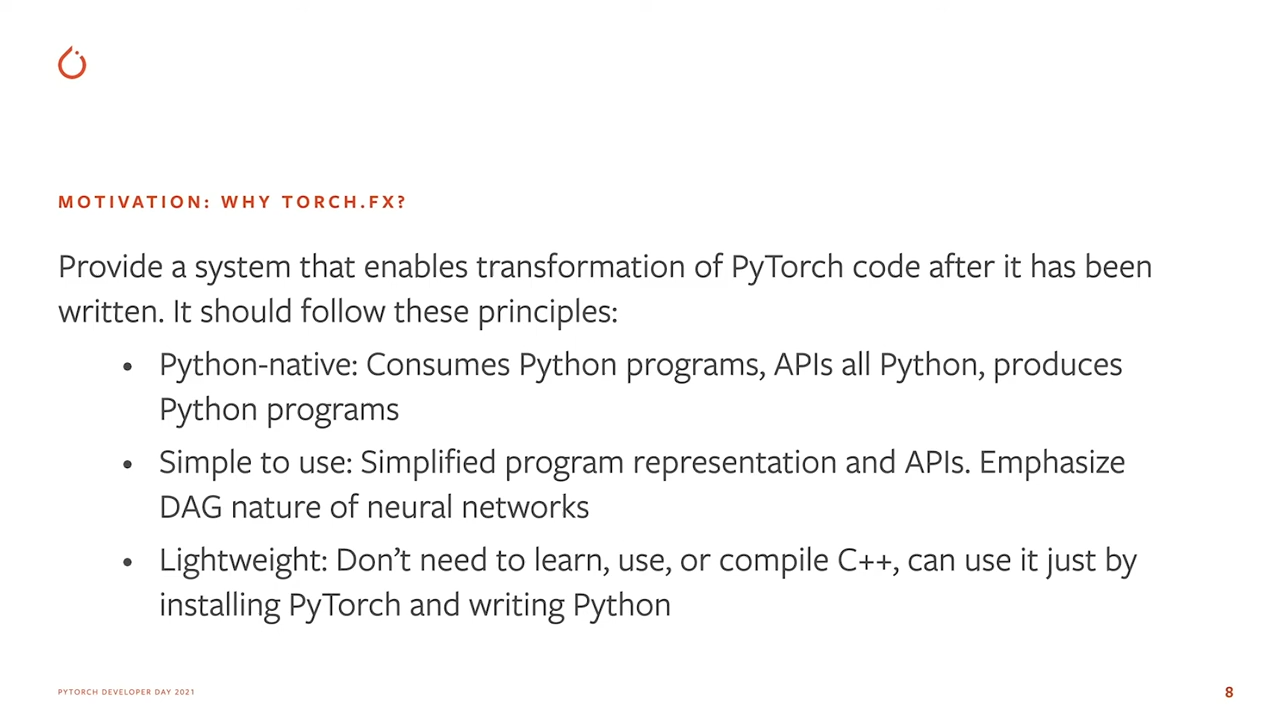 MOTIVATION: WHY TORCH.FX?
Provide a system that enables transformation of PyTorch code after it has been
written. It should follow these principles:
• Python-native: Consumes Python programs, APIs all Python, produces
Python programs
• Simple to use: Simplified program representation and APIs. Emphasize
DAG nature of neural networks
• Lightweight: Don’t need to learn, use, or compile C++, can use it just by
installing PyTorch and writing Python
PYTORCH DEVELOPER DAY 2021
8